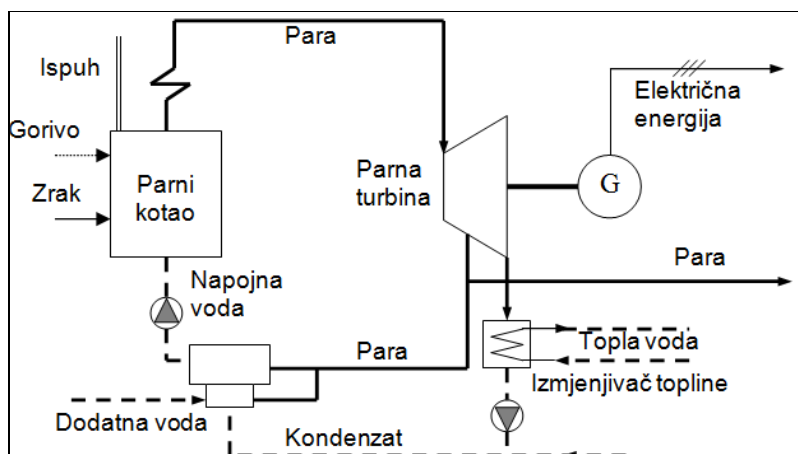 Para
Ispuh
Električna
energija
Gorivo
Parni
kotao
Parna
turbina
G
Zrak
Para
Napojna
voda
Topla voda
Para
Izmjenjivač topline
Dodatna voda
Kondenzat